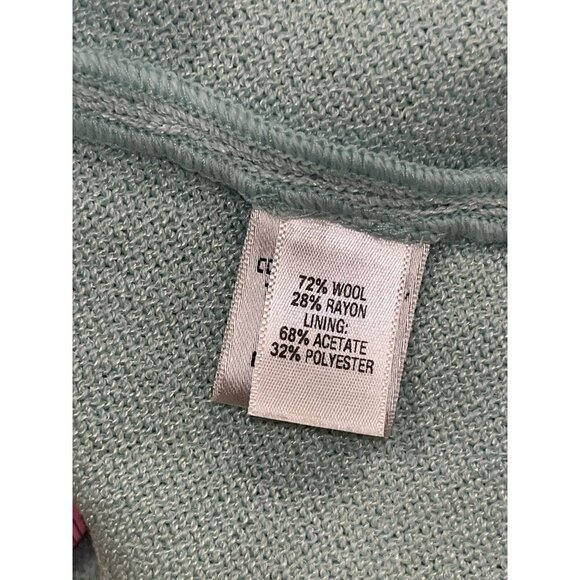 72% WOOL
28% RAYON
LINING:
68% ACETATE
32% POLYESTER